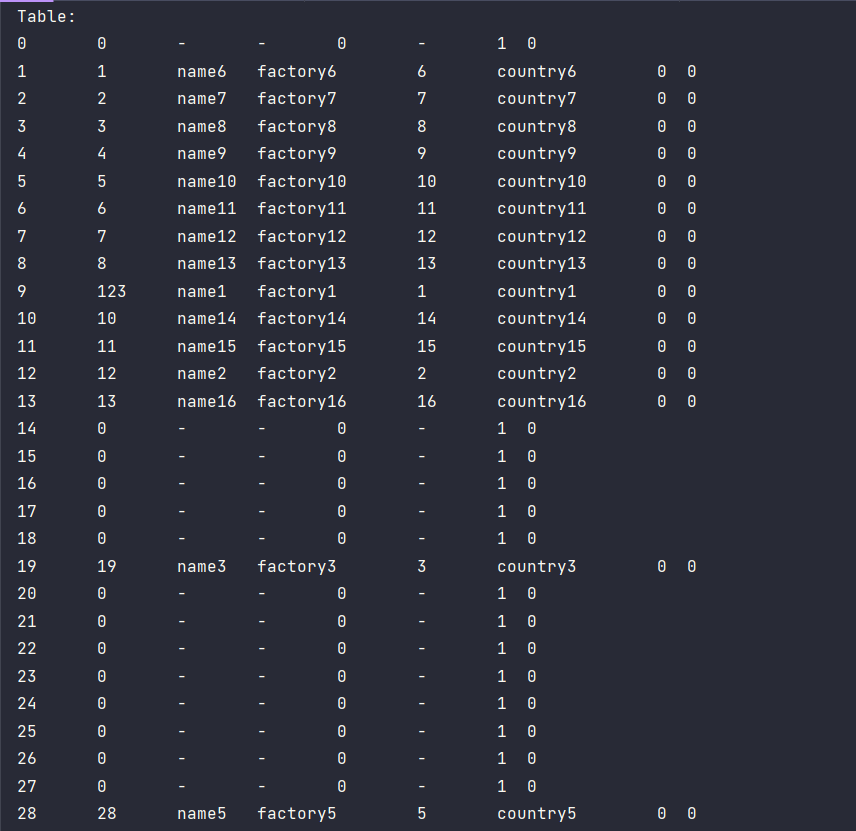 Table:
0 0 - - 0 - 1 0
1 1 name6 factory6 6 country6 0 0
2 2 name7 factory7 7 country7 0 0
3 3 name8 factory8 8 country8 0 0
4 4 name9 factory9 9 country9 0 0
5 5 name10 factory10 10 country10 0 0
6 6 name11 factory11 11 country11 0 0
7 7 name12 factory12 12 country12 0 0
8 8 name13 factory13 13 country13 0 0
9 123 name1 factory1 1 country1 0 0
10 10 name14 factory14 14 country14 0 0
11 11 name15 factory15 15 country15 0 0
12 12 name2 factory2 2 country2 0 0
13 13 name16 factory16 16 country16 0 0
14 0 - - 0 - 1 0
15 0 - - 0 - 1 0
16 0 - - 0 - 1 0
17 0 - - 0 - 1 0
18 0 - - 0 - 1 0
19 19 name3 factory3 3 country3 0 0
20 0 - - 0 - 1 0
21 0 - - 0 - 1 0
22 0 - - 0 - 1 0
23 0 - - 0 - 1 0
24 0 - - 0 - 1 0
25 0 - - 0 - 1 0
26 0 - - 0 - 1 0
27 0 - - 0 - 1 0
28 28 name5 factory5 5 country5 0 0